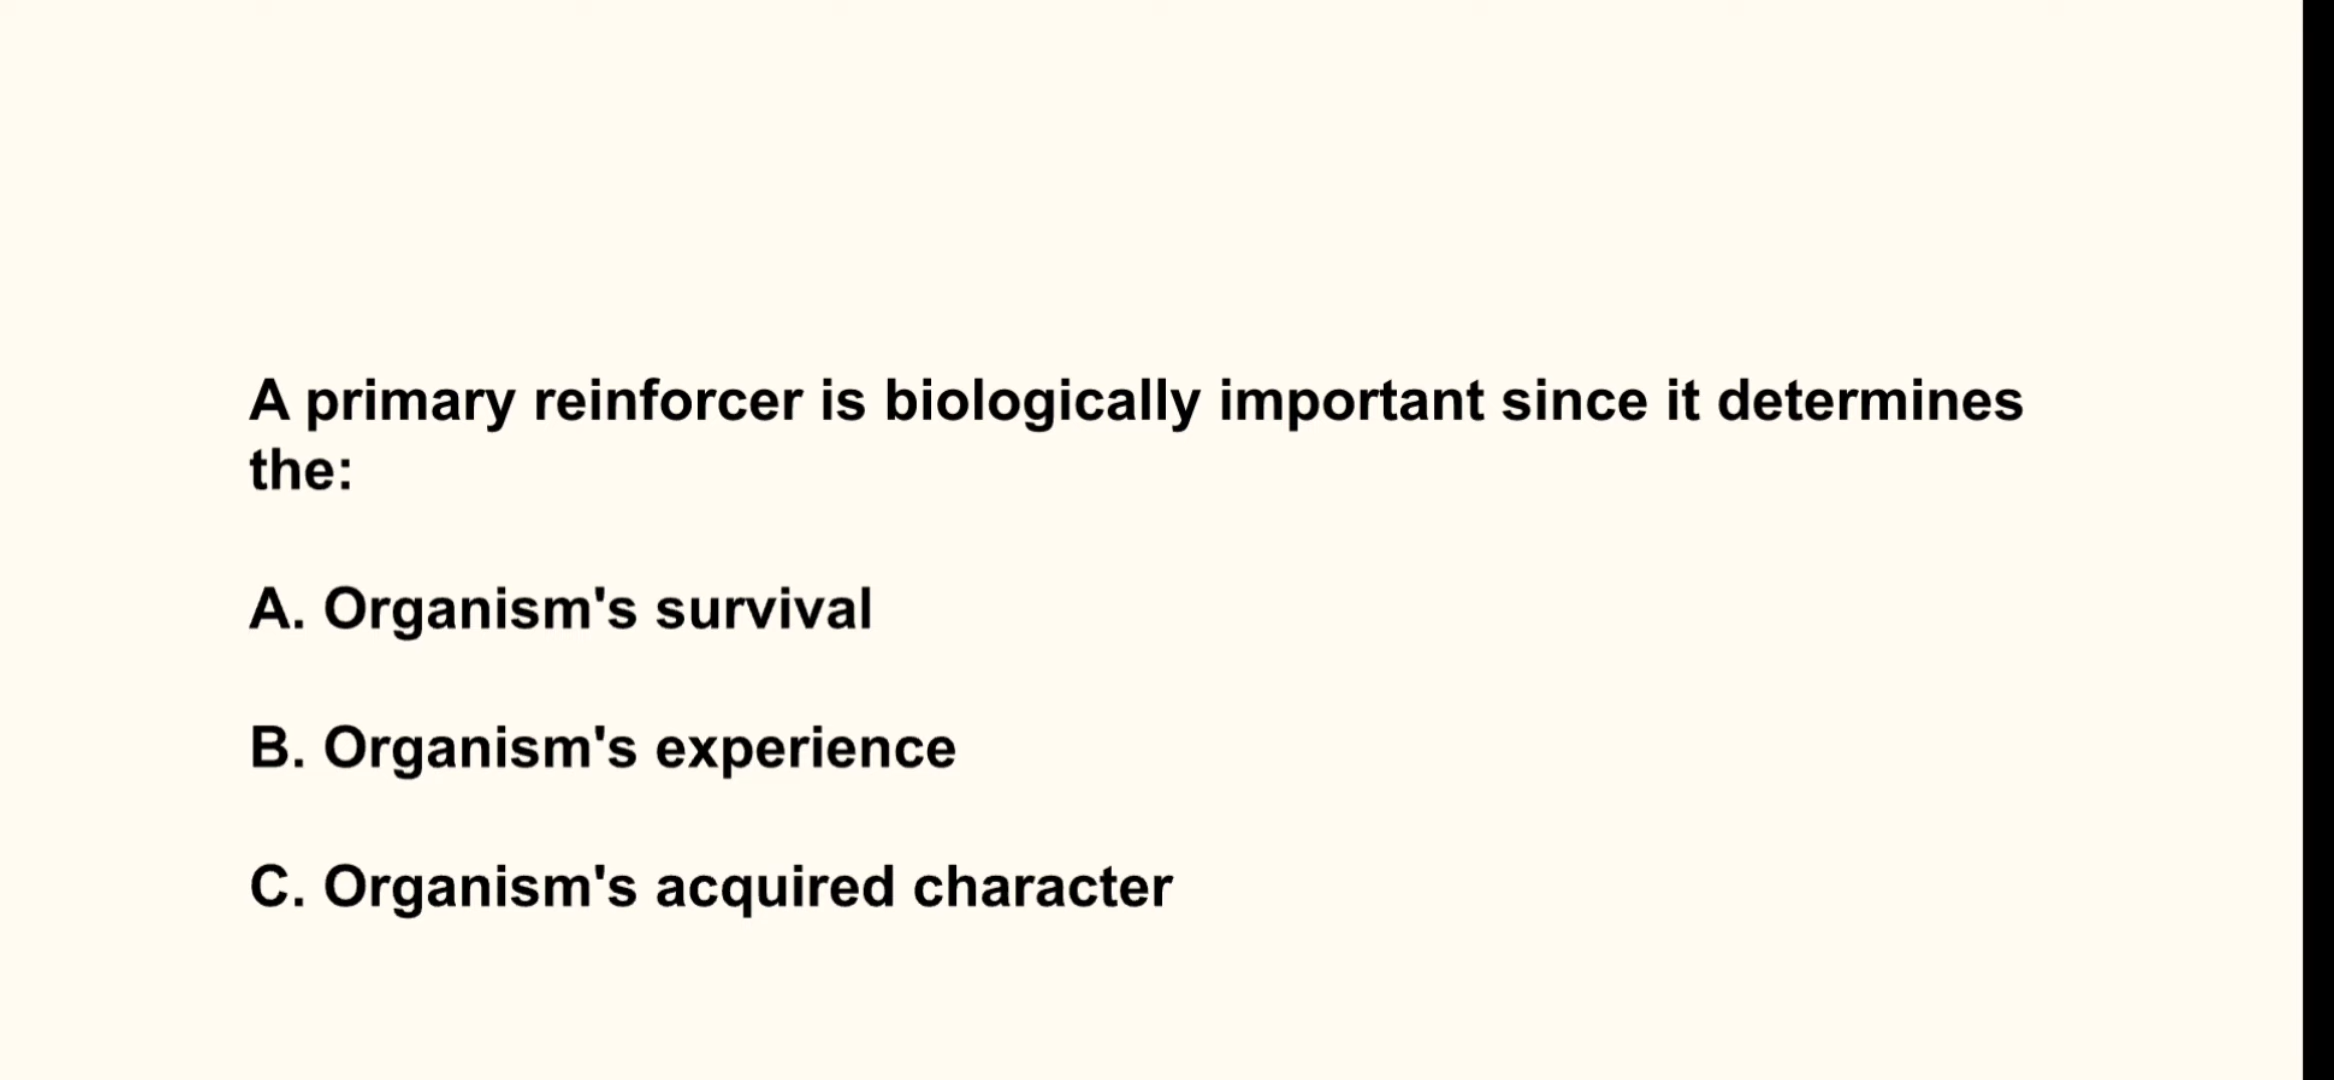 A primary reinforcer is biologically important since it determines
the:
A. Organism's survival
B. Organism's experience
C. Organism's acquired character